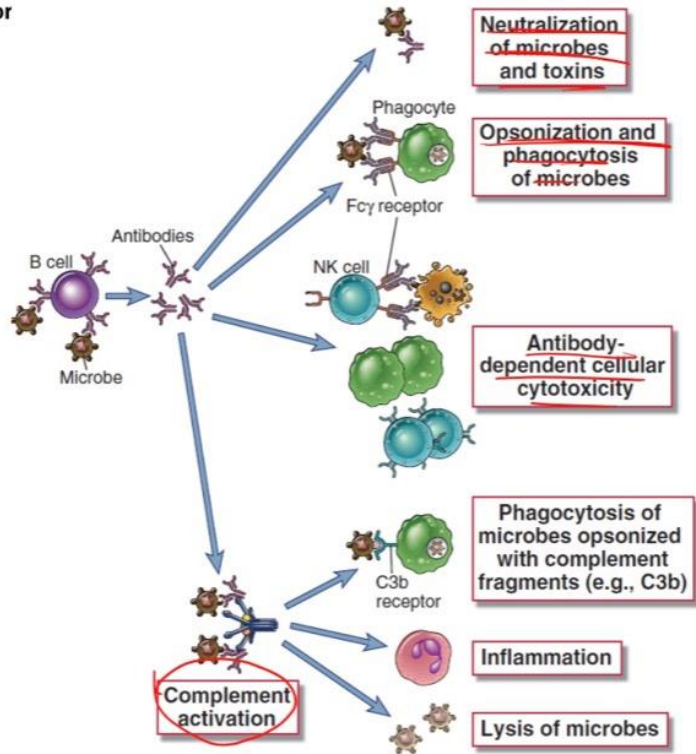 or
Neutralization
of microbes
and toxins
Phagocyte
Opsonization and
phagocytosis
of microbes
Fcγ receptor
Antibodies
B cell
NK cell
Microbe
Antibody-
dependent cellular
cytotoxicity
Phagocytosis of
microbes opsonized
with complement
fragments (e.g., C3b)
C3b
receptor
Inflammation
Complement
activation
Lysis of microbes